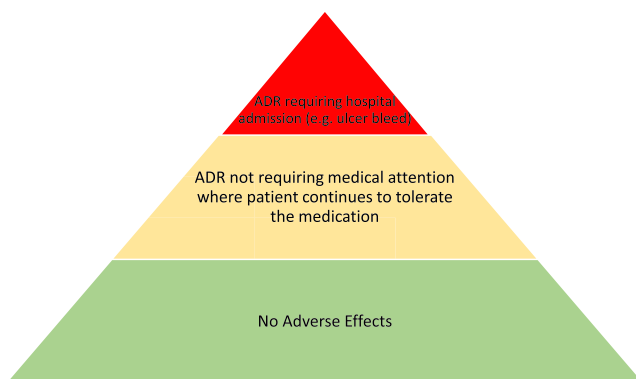 ADR requiring hospital
admission (e.g. ulcer bleed)
ADR not requiring medical attention
where patient continues to tolerate
the medication
No Adverse Effects